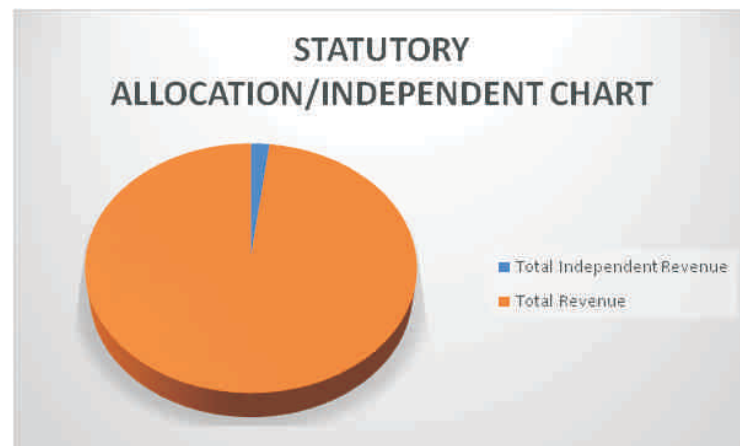 STATUTORY
ALLOCATION/INDEPENDENT CHART
Total Independent Revenue
Total Revenue